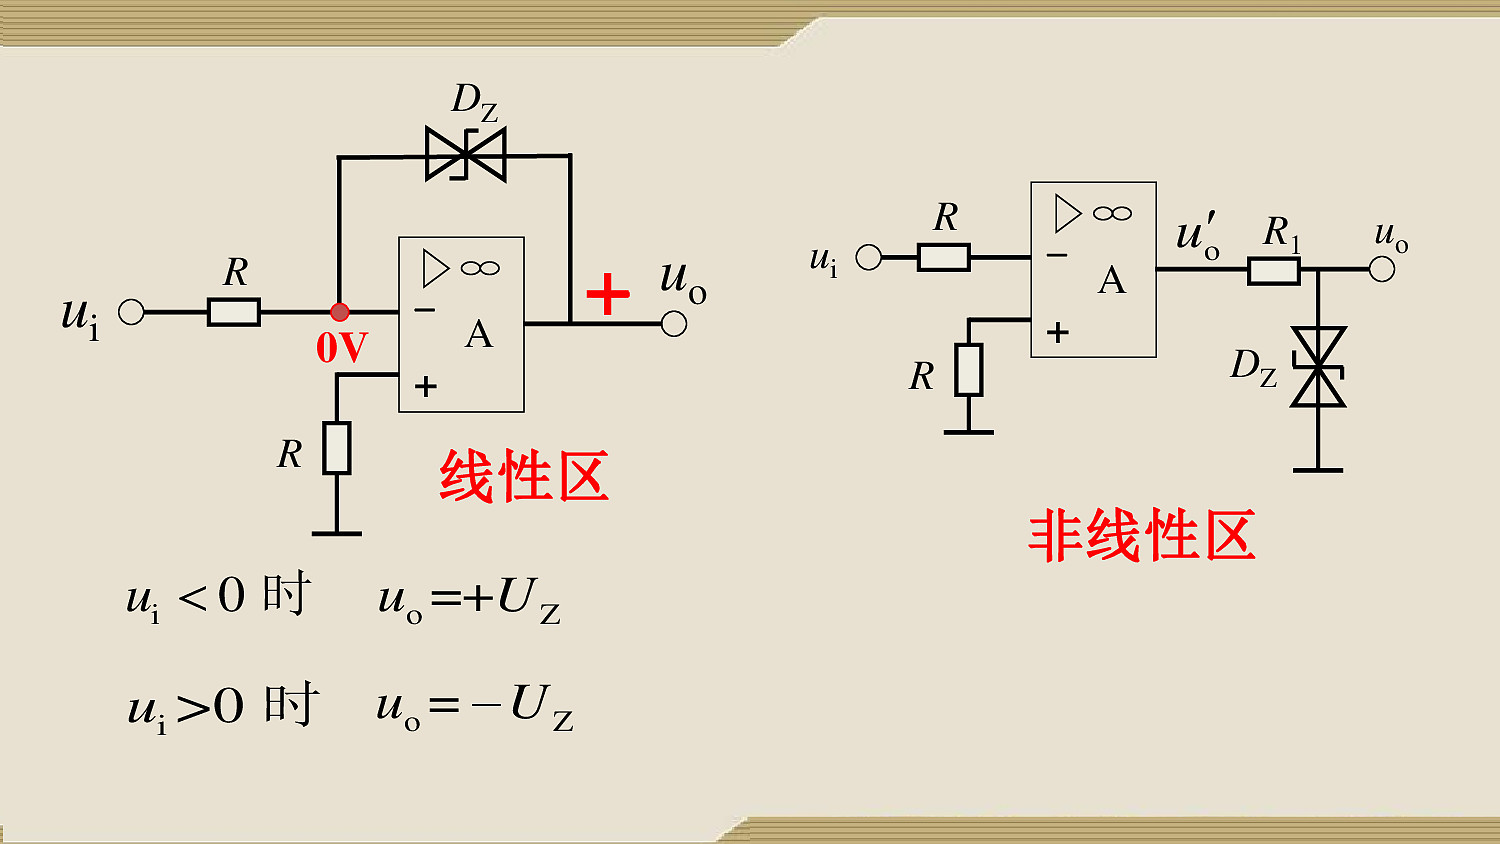 D_Z
R
u_i
0V
▷ ∞
−
A
+
+
u_o
R
线性区
u_i < 0 时 u_o = +U_Z
u_i > 0 时 u_o = −U_Z
R
u_i
▷ ∞
−
A
+
u_o′
R_1
u_o
R
D_Z
非线性区